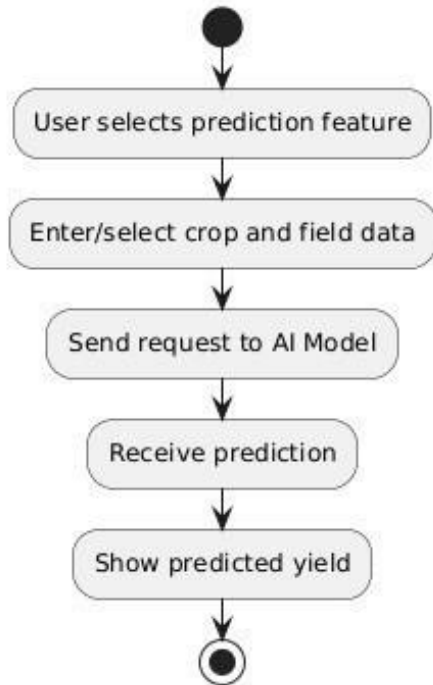 User selects prediction feature
Enter/select crop and field data
Send request to AI Model
Receive prediction
Show predicted yield